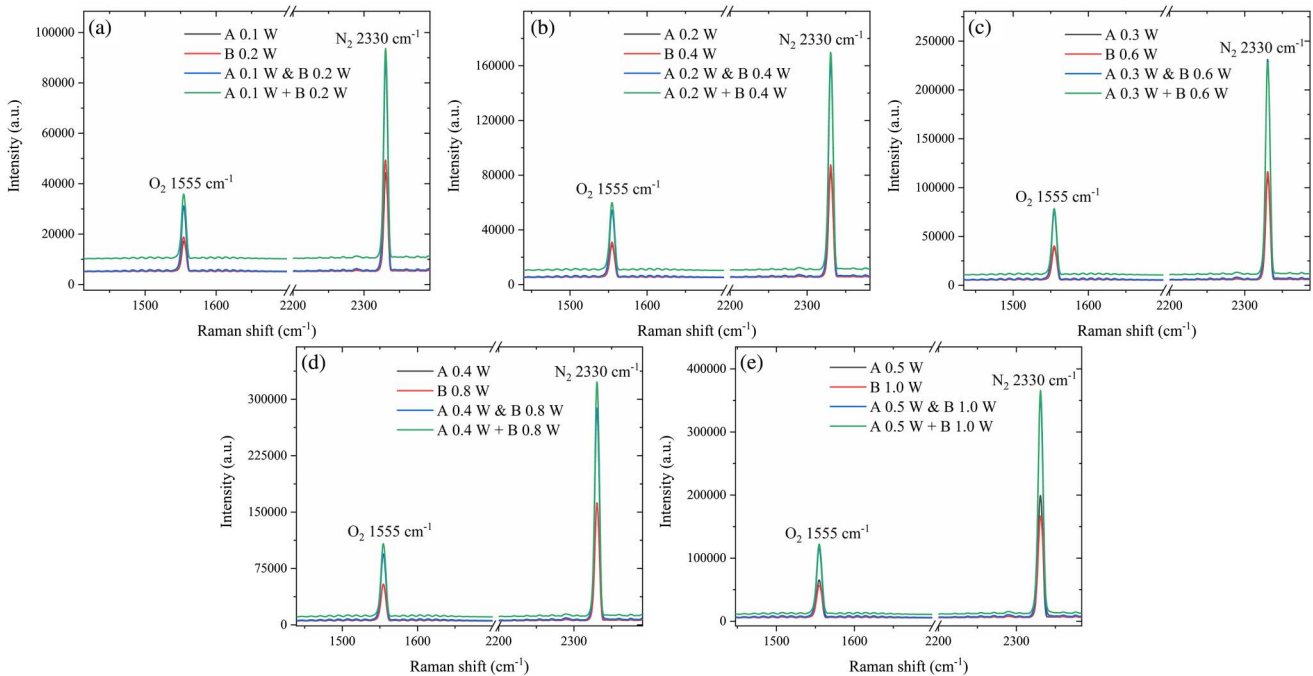 (a)
A 0.1 W
B 0.2 W
A 0.1 W & B 0.2 W
A 0.1 W + B 0.2 W
N₂ 2330 cm⁻¹
O₂ 1555 cm⁻¹
100000
80000
60000
40000
20000
0
Intensity (a.u.)
1500 1600 2200 2300
Raman shift (cm⁻¹)
(b)
A 0.2 W
B 0.4 W
A 0.2 W & B 0.4 W
A 0.2 W + B 0.4 W
N₂ 2330 cm⁻¹
O₂ 1555 cm⁻¹
160000
120000
80000
40000
0
Intensity (a.u.)
1500 1600 2200 2300
Raman shift (cm⁻¹)
(c)
A 0.3 W
B 0.6 W
A 0.3 W & B 0.6 W
A 0.3 W + B 0.6 W
N₂ 2330 cm⁻¹
O₂ 1555 cm⁻¹
250000
200000
150000
100000
50000
0
Intensity (a.u.)
1500 1600 2200 2300
Raman shift (cm⁻¹)
(d)
A 0.4 W
B 0.8 W
A 0.4 W & B 0.8 W
A 0.4 W + B 0.8 W
N₂ 2330 cm⁻¹
O₂ 1555 cm⁻¹
300000
225000
150000
75000
0
Intensity (a.u.)
1500 1600 2200 2300
Raman shift (cm⁻¹)
(e)
A 0.5 W
B 1.0 W
A 0.5 W & B 1.0 W
A 0.5 W + B 1.0 W
N₂ 2330 cm⁻¹
O₂ 1555 cm⁻¹
400000
300000
200000
100000
0
Intensity (a.u.)
1500 1600 2200 2300
Raman shift (cm⁻¹)